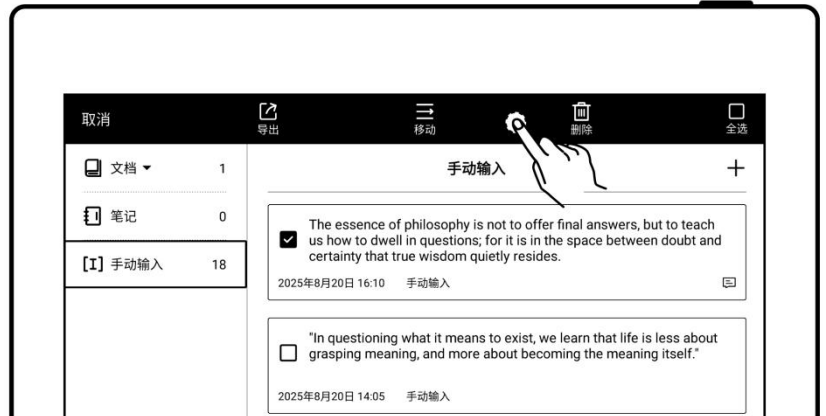 取消
导出
移动
删除
全选
文档 1
笔记 0
[I] 手动输入 18
手动输入
The essence of philosophy is not to offer final answers, but to teach
us how to dwell in questions; for it is in the space between doubt and
certainty that true wisdom quietly resides.
2025年8月20日 16:10 手动输入
"In questioning what it means to exist, we learn that life is less about
grasping meaning, and more about becoming the meaning itself."
2025年8月20日 14:05 手动输入